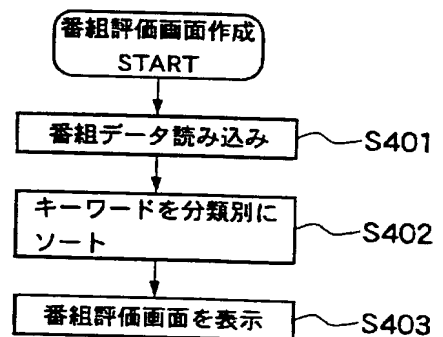 番組評価画面作成
START
番組データ読み込み
S401
キーワードを分類別に
ソート
S402
番組評価画面を表示
S403